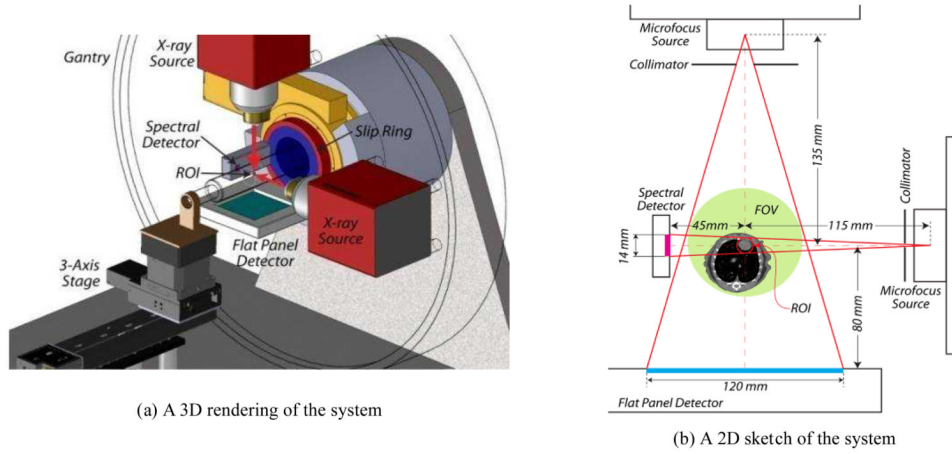 Gantry
X-ray
Source
Spectral
Detector
ROI
Slip Ring
X-ray
Source
Flat Panel
Detector
3-Axis
Stage
(a) A 3D rendering of the system
Microfocus
Source
Collimator
135 mm
Collimator
Spectral
Detector
FOV
45mm
115 mm
14 mm
Microfocus
Source
ROI
80 mm
120 mm
Flat Panel Detector
(b) A 2D sketch of the system